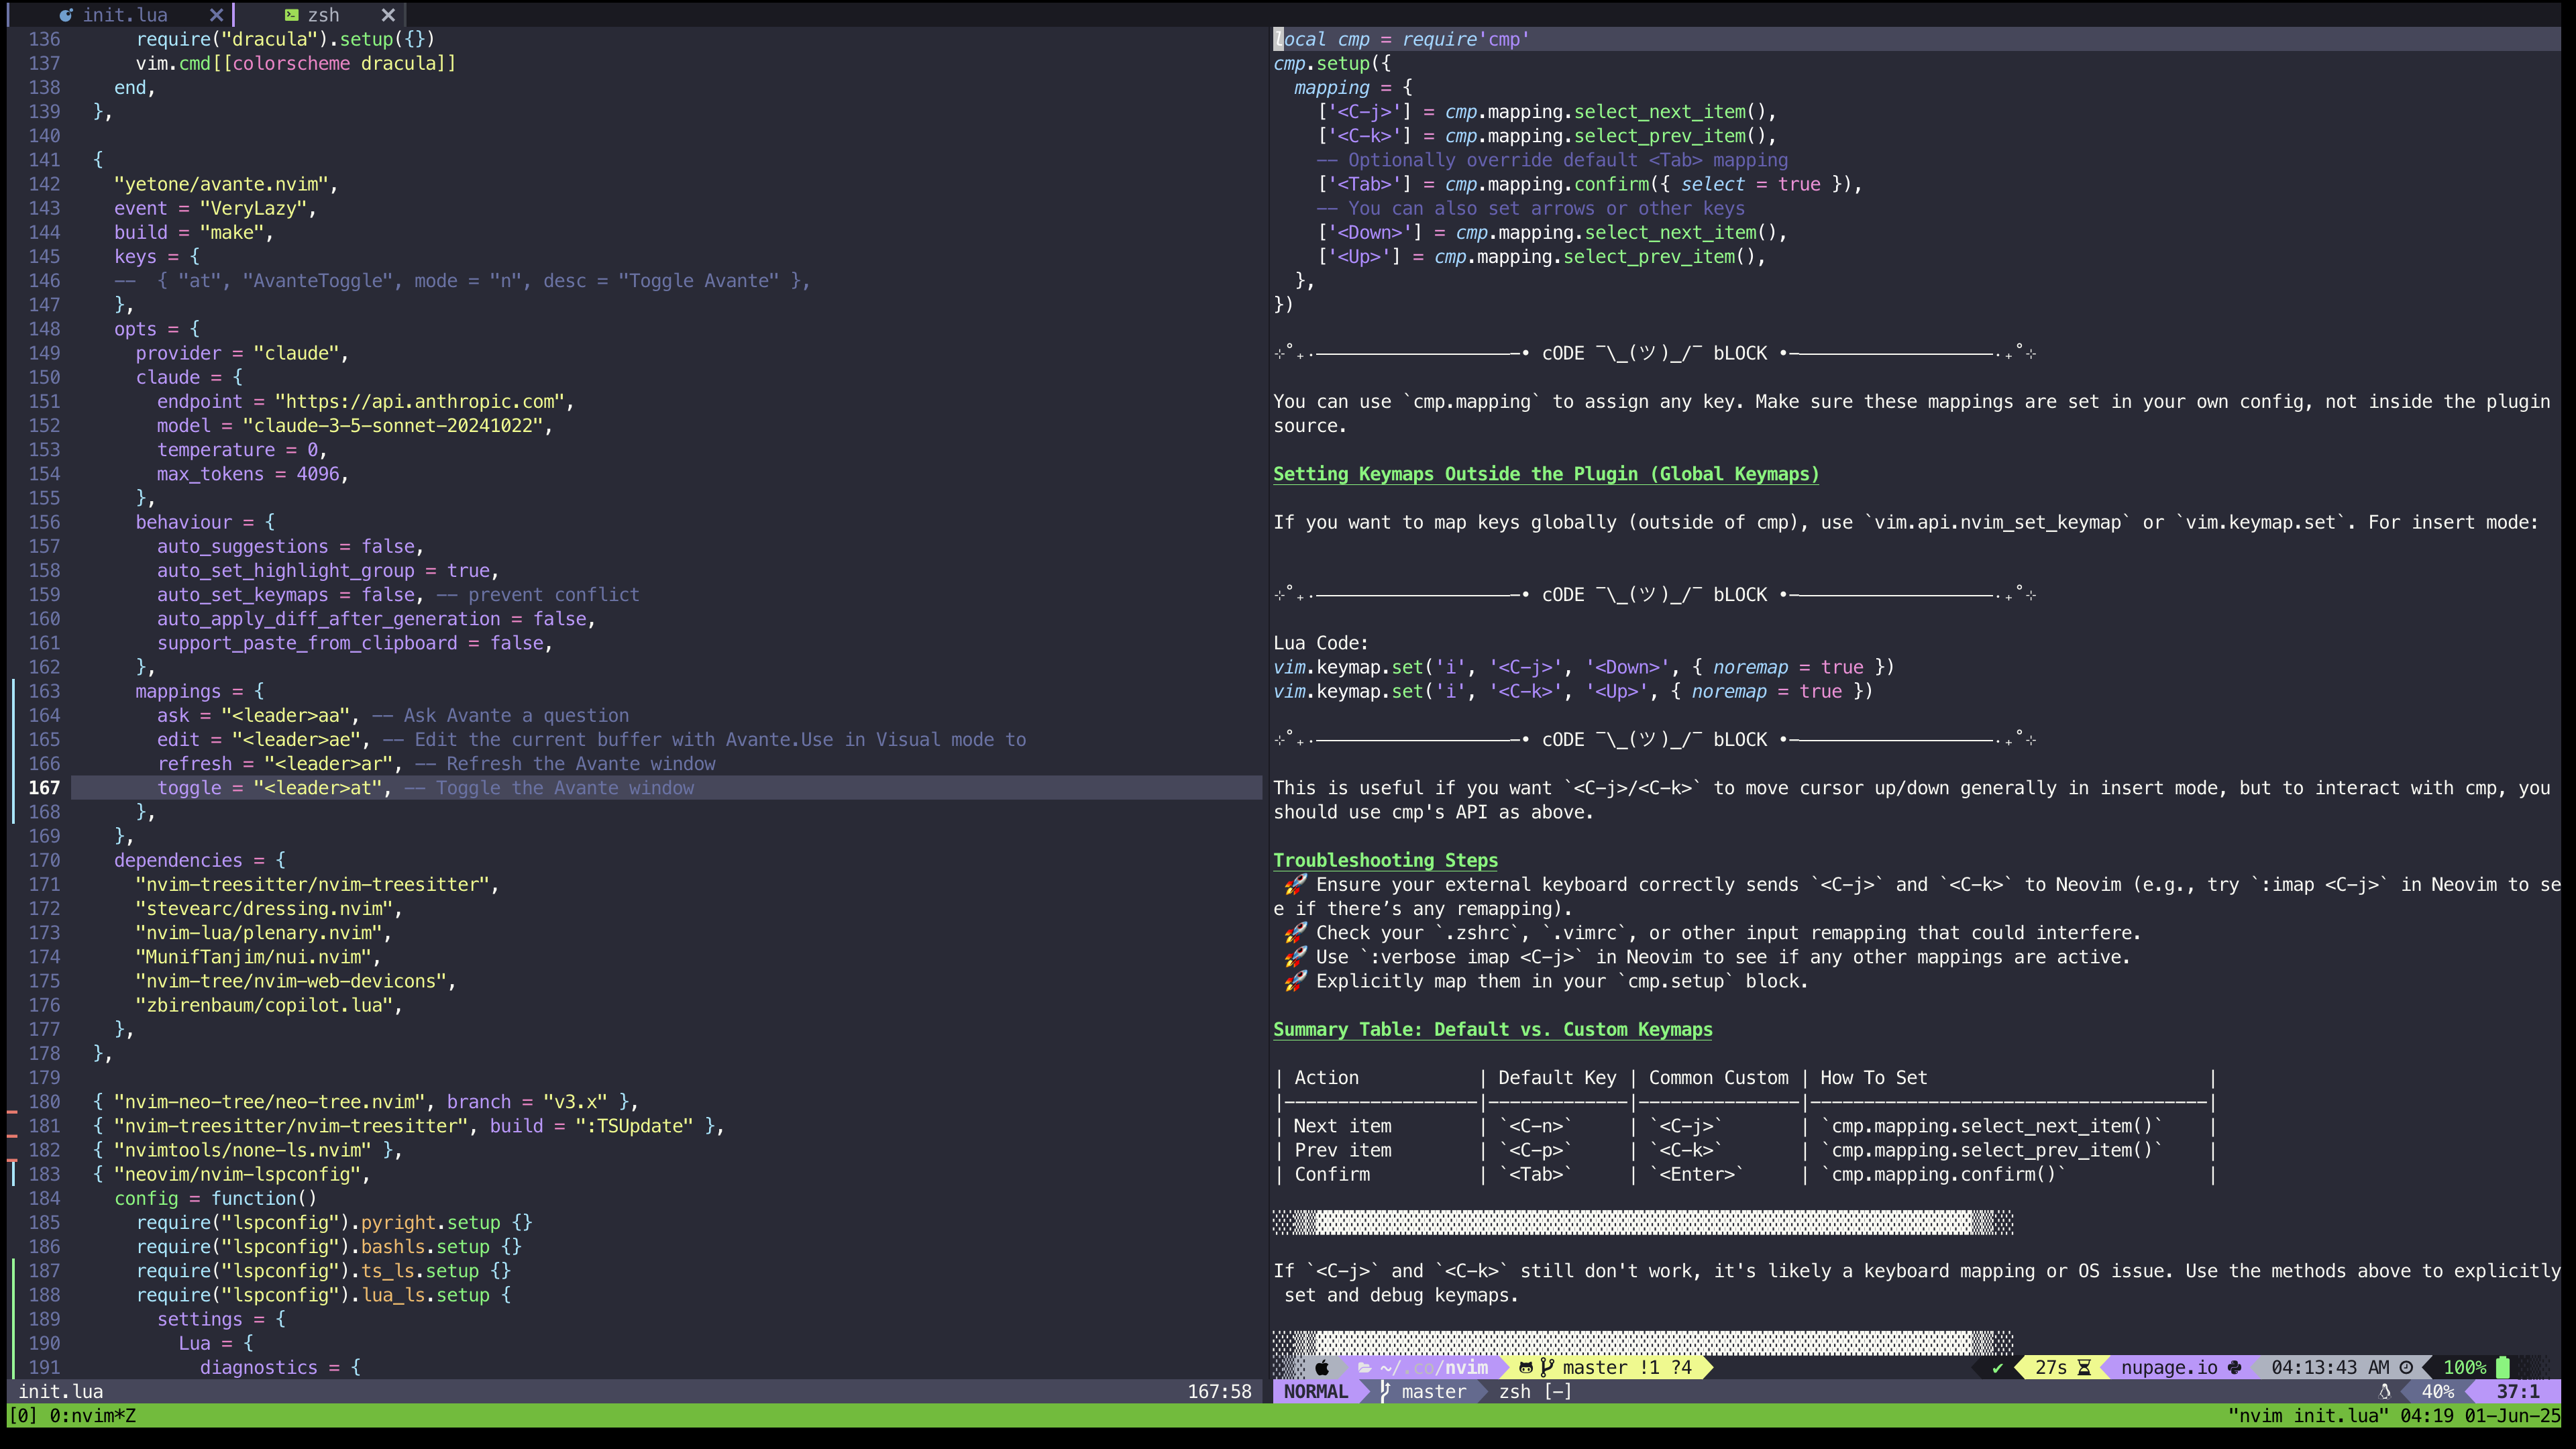 init.lua ✕ zsh ✕
136 require("dracula").setup({})
137 vim.cmd[[colorscheme dracula]]
138 end,
139 },
140
141 {
142 "yetone/avante.nvim",
143 event = "VeryLazy",
144 build = "make",
145 keys = {
146 --  { "at", "AvanteToggle", mode = "n", desc = "Toggle Avante" },
147 },
148 opts = {
149 provider = "claude",
150 claude = {
151 endpoint = "https://api.anthropic.com",
152 model = "claude-3-5-sonnet-20241022",
153 temperature = 0,
154 max_tokens = 4096,
155 },
156 behaviour = {
157 auto_suggestions = false,
158 auto_set_highlight_group = true,
159 auto_set_keymaps = false, -- prevent conflict
160 auto_apply_diff_after_generation = false,
161 support_paste_from_clipboard = false,
162 },
163 mappings = {
164 ask = "<leader>aa", -- Ask Avante a question
165 edit = "<leader>ae", -- Edit the current buffer with Avante.Use in Visual mode to
166 refresh = "<leader>ar", -- Refresh the Avante window
167 toggle = "<leader>at", -- Toggle the Avante window
168 },
169 },
170 dependencies = {
171 "nvim-treesitter/nvim-treesitter",
172 "stevearc/dressing.nvim",
173 "nvim-lua/plenary.nvim",
174 "MunifTanjim/nui.nvim",
175 "nvim-tree/nvim-web-devicons",
176 "zbirenbaum/copilot.lua",
177 },
178 },
179
180 { "nvim-neo-tree/neo-tree.nvim", branch = "v3.x" },
181 { "nvim-treesitter/nvim-treesitter", build = ":TSUpdate" },
182 { "nvimtools/none-ls.nvim" },
183 { "neovim/nvim-lspconfig",
184 config = function()
185 require("lspconfig").pyright.setup {}
186 require("lspconfig").bashls.setup {}
187 require("lspconfig").ts_ls.setup {}
188 require("lspconfig").lua_ls.setup {
189 settings = {
190 Lua = {
191 diagnostics = {
init.lua 167:58
local cmp = require'cmp'
cmp.setup({
mapping = {
['<C-j>'] = cmp.mapping.select_next_item(),
['<C-k>'] = cmp.mapping.select_prev_item(),
-- Optionally override default <Tab> mapping
['<Tab>'] = cmp.mapping.confirm({ select = true }),
-- You can also set arrows or other keys
['<Down>'] = cmp.mapping.select_next_item(),
['<Up>'] = cmp.mapping.select_prev_item(),
},
})
⊹˚₊‧───────────────────• cODE ¯\_(ツ)_/¯ bLOCK •───────────────────‧₊˚⊹
You can use `cmp.mapping` to assign any key. Make sure these mappings are set in your own config, not inside the plugin
source.
Setting Keymaps Outside the Plugin (Global Keymaps)
If you want to map keys globally (outside of cmp), use `vim.api.nvim_set_keymap` or `vim.keymap.set`. For insert mode:
⊹˚₊‧───────────────────• cODE ¯\_(ツ)_/¯ bLOCK •───────────────────‧₊˚⊹
Lua Code:
vim.keymap.set('i', '<C-j>', '<Down>', { noremap = true })
vim.keymap.set('i', '<C-k>', '<Up>', { noremap = true })
⊹˚₊‧───────────────────• cODE ¯\_(ツ)_/¯ bLOCK •───────────────────‧₊˚⊹
This is useful if you want `<C-j>/<C-k>` to move cursor up/down generally in insert mode, but to interact with cmp, you
should use cmp's API as above.
Troubleshooting Steps
🚀 Ensure your external keyboard correctly sends `<C-j>` and `<C-k>` to Neovim (e.g., try `:imap <C-j>` in Neovim to se
e if there’s any remapping).
🚀 Check your `.zshrc`, `.vimrc`, or other input remapping that could interfere.
🚀 Use `:verbose imap <C-j>` in Neovim to see if any other mappings are active.
🚀 Explicitly map them in your `cmp.setup` block.
Summary Table: Default vs. Custom Keymaps
| Action | Default Key | Common Custom | How To Set |
|------------------|-------------|---------------|-------------------------------------|
| Next item | `<C-n>` | `<C-j>` | `cmp.mapping.select_next_item()` |
| Prev item | `<C-p>` | `<C-k>` | `cmp.mapping.select_prev_item()` |
| Confirm | `<Tab>` | `<Enter>` | `cmp.mapping.confirm()` |
If `<C-j>` and `<C-k>` still don't work, it's likely a keyboard mapping or OS issue. Use the methods above to explicitly
set and debug keymaps.
~/.co/nvim master !1 ?4 ✔ 27s nupage.io 04:13:43 AM 100%
NORMAL master zsh [-] 40% 37:1
[0] 0:nvim*Z "nvim init.lua" 04:19 01-Jun-25